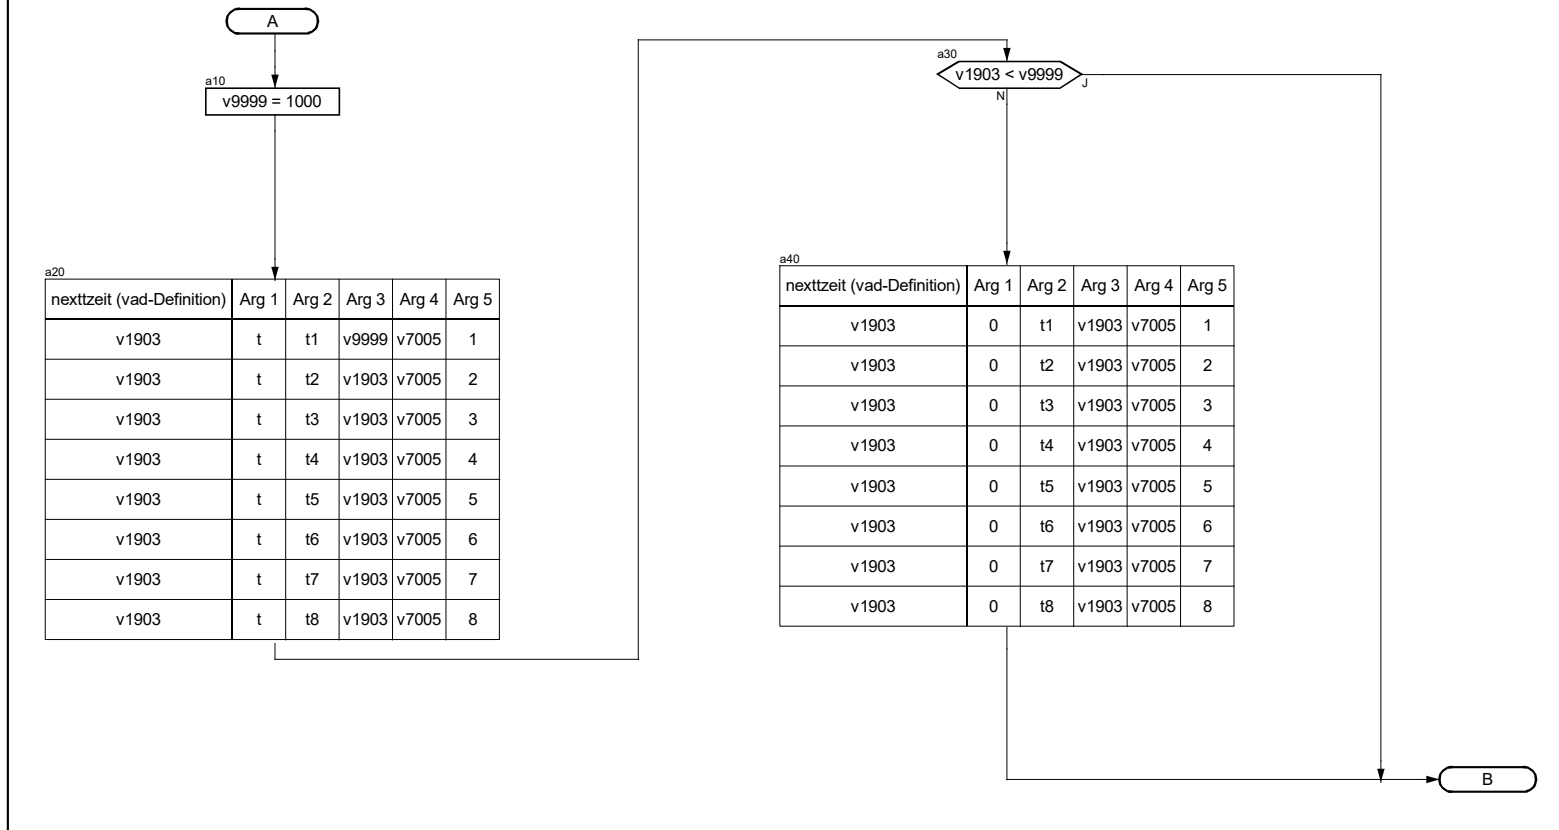 A
a10
v9999 = 1000
a20
nexttzeit (vad-Definition) Arg 1 Arg 2 Arg 3 Arg 4 Arg 5
v1903 t t1 v9999 v7005 1
v1903 t t2 v1903 v7005 2
v1903 t t3 v1903 v7005 3
v1903 t t4 v1903 v7005 4
v1903 t t5 v1903 v7005 5
v1903 t t6 v1903 v7005 6
v1903 t t7 v1903 v7005 7
v1903 t t8 v1903 v7005 8
a30
v1903 < v9999
N
J
a40
nexttzeit (vad-Definition) Arg 1 Arg 2 Arg 3 Arg 4 Arg 5
v1903 0 t1 v1903 v7005 1
v1903 0 t2 v1903 v7005 2
v1903 0 t3 v1903 v7005 3
v1903 0 t4 v1903 v7005 4
v1903 0 t5 v1903 v7005 5
v1903 0 t6 v1903 v7005 6
v1903 0 t7 v1903 v7005 7
v1903 0 t8 v1903 v7005 8
B